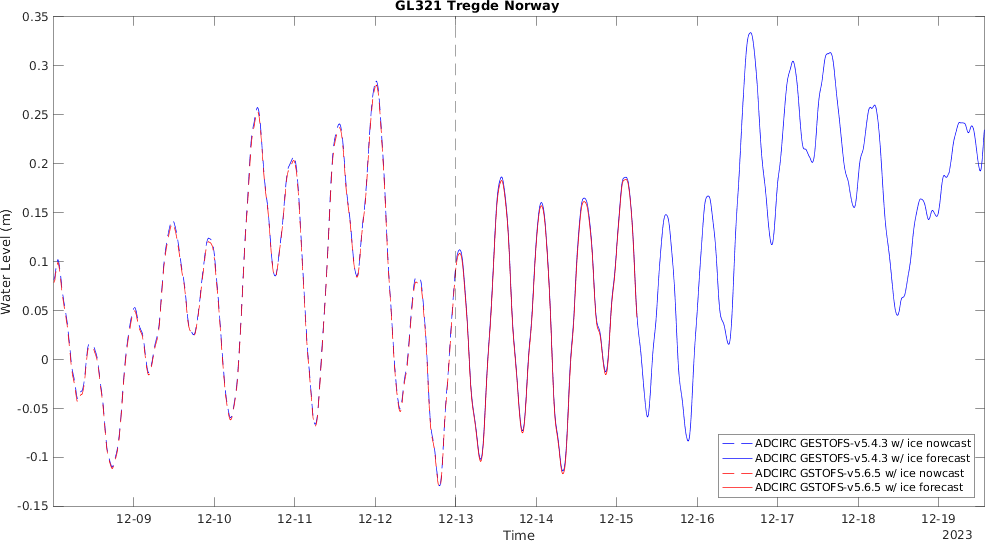 GL321 Tregde Norway
0.35
0.3
0.25
0.2
0.15
0.1
0.05
0
-0.05
-0.1
-0.15
Water Level (m)
ADCIRC GESTOFS-v5.4.3 w/ ice nowcast
ADCIRC GESTOFS-v5.4.3 w/ ice forecast
ADCIRC GSTOFS-v5.6.5 w/ ice nowcast
ADCIRC GSTOFS-v5.6.5 w/ ice forecast
12-09 12-10 12-11 12-12 12-13 12-14 12-15 12-16 12-17 12-18 12-19
Time
2023